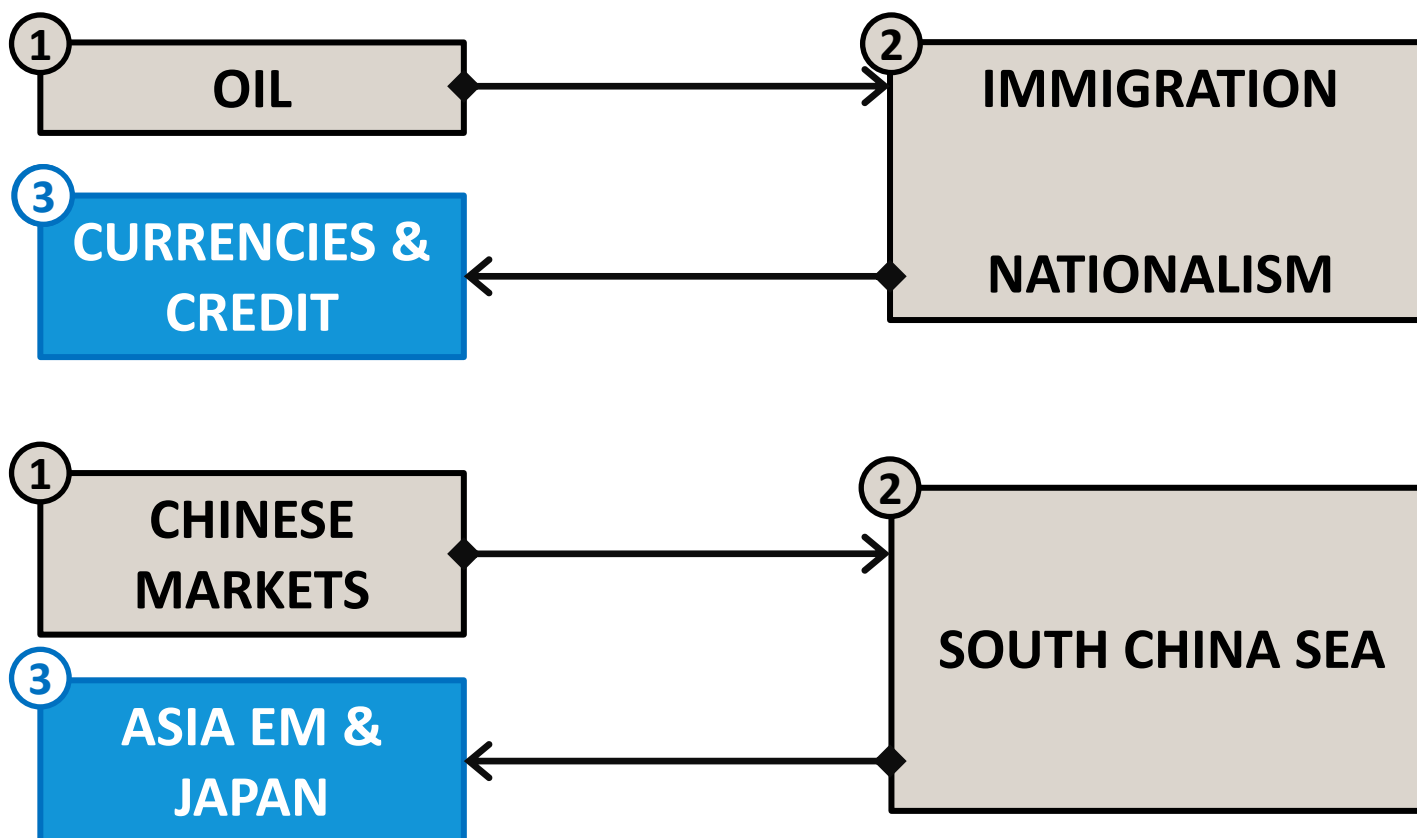 1
OIL
2
IMMIGRATION
NATIONALISM
3
CURRENCIES &
CREDIT
1
CHINESE
MARKETS
2
SOUTH CHINA SEA
3
ASIA EM &
JAPAN